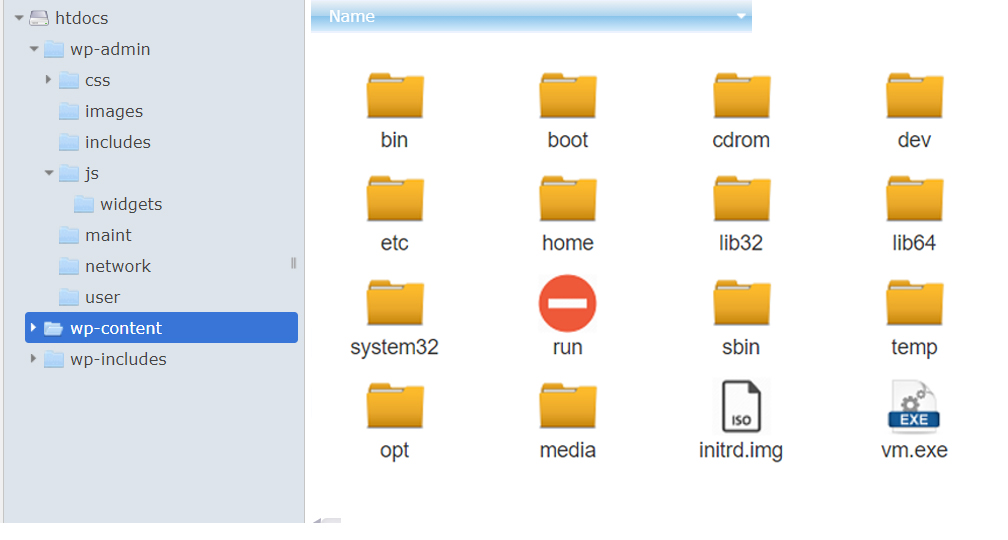 htdocs
wp-admin
css
images
includes
js
widgets
maint
network
user
wp-content
wp-includes
Name
bin boot cdrom dev
etc home lib32 lib64
system32 run sbin temp
ISO EXE
opt media initrd.img vm.exe